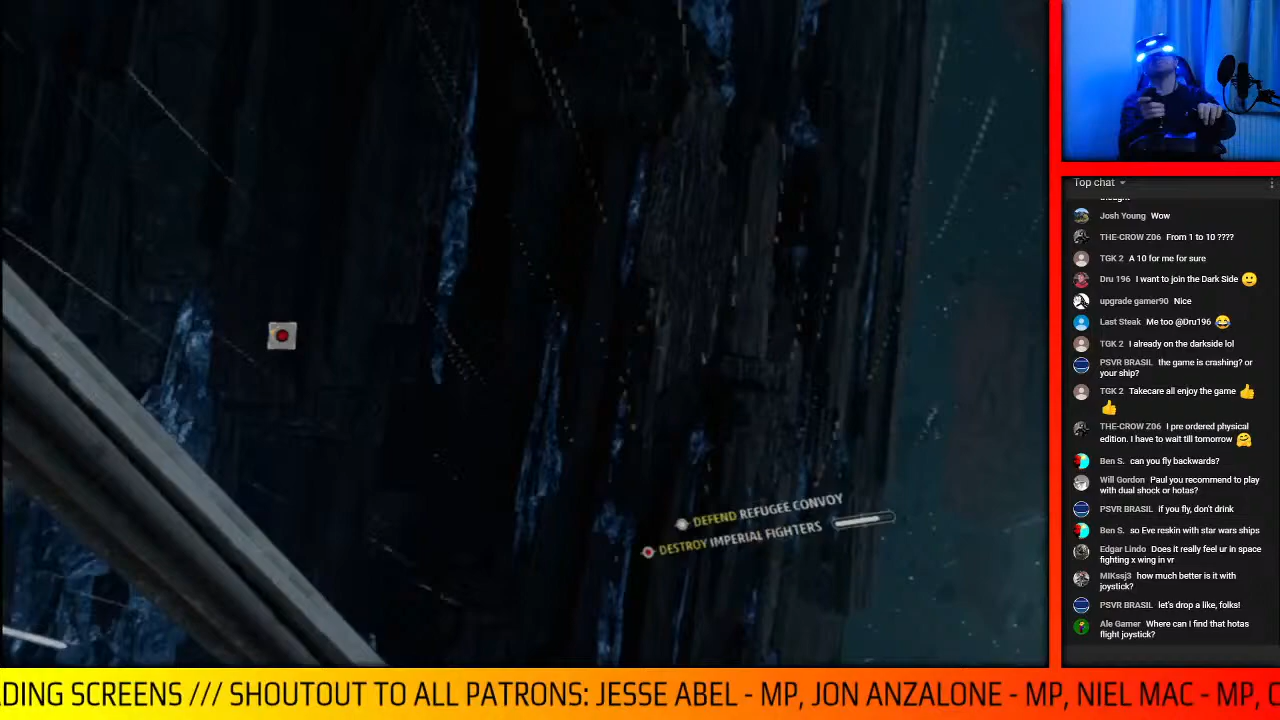 DEFEND REFUGEE CONVOY
DESTROY IMPERIAL FIGHTERS
Top chat
Josh Young Wow
THE-CROW Z06 From 1 to 10 ????
TGK 2 A 10 for me for sure
Dru 196 I want to join the Dark Side 🙂
upgrade gamer90 Nice
Last Steak Me too @Dru196 😂
TGK 2 I already on the darkside lol
PSVR BRASIL the game is crashing? or
your ship?
TGK 2 Takecare all enjoy the game 👍
👍
THE-CROW Z06 I pre ordered physical
edition. I have to wait till tomorrow 🤗
Ben S. can you fly backwards?
Will Gordon Paul you recommend to play
with dual shock or hotas?
PSVR BRASIL if you fly, don't drink
Ben S. so Eve reskin with star wars ships
Edgar Lindo Does it really feel ur in space
fighting x wing in vr
MIKssj3 how much better is it with
joystick?
PSVR BRASIL let's drop a like, folks!
Ale Gamer Where can I find that hotas
flight joystick?
DING SCREENS /// SHOUTOUT TO ALL PATRONS: JESSE ABEL - MP, JON ANZALONE - MP, NIEL MAC - MP,